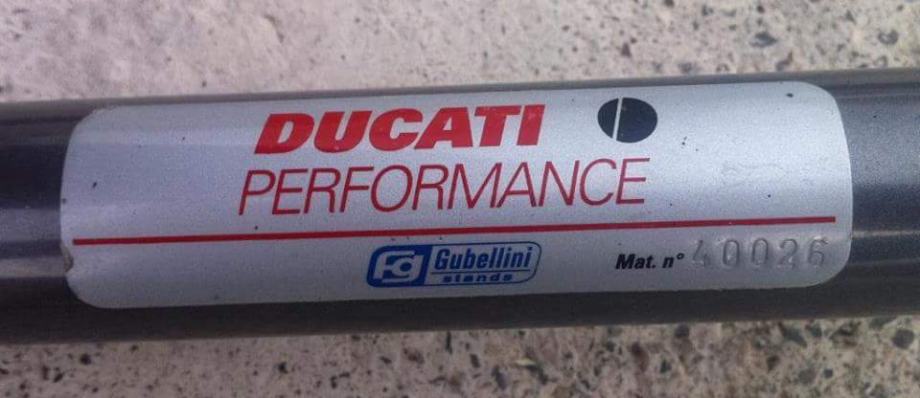 DUCATI
PERFORMANCE
FG Gubellini
stands
Mat. n° 40026